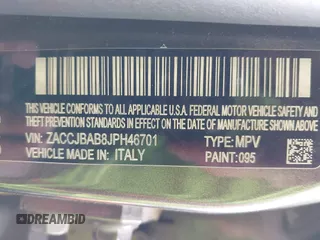 THIS VEHICLE CONFORMS TO ALL APPLICABLE U.S.A. FEDERAL MOTOR VEHICLE SAFETY AND
THEFT PREVENTION STANDARDS IN EFFECT ON THE DATE OF MANUFACTURE SHOWN ABOVE
VIN: ZACCJBAB8JPH46701 TYPE: MPV
VEHICLE MADE IN: ITALY PAINT: 095
DREAMBID